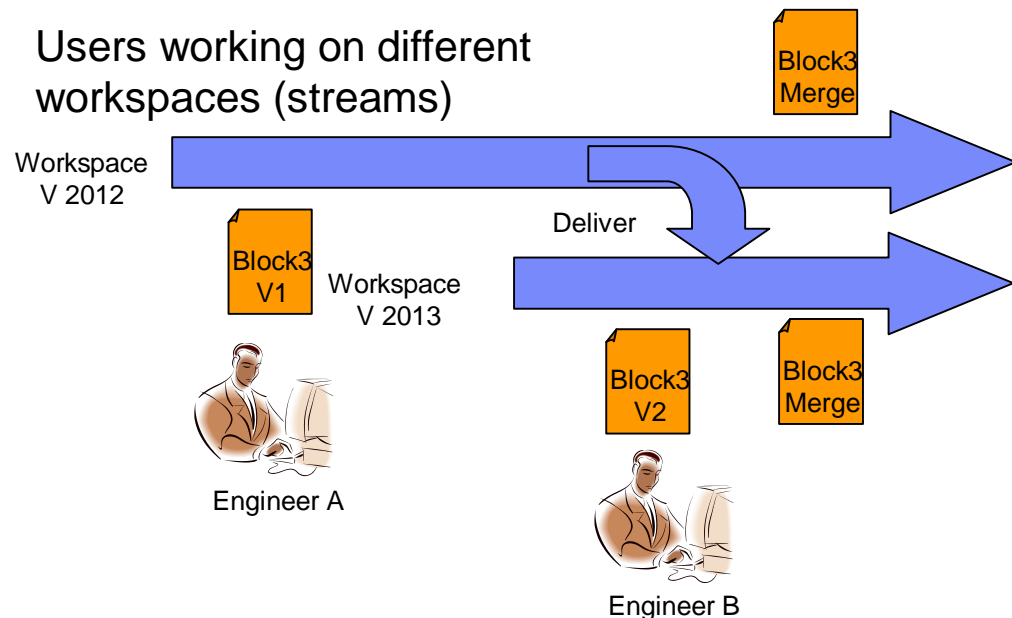 Users working on different
workspaces (streams)
Block3
Merge
Workspace
V 2012
Deliver
Block3
V1
Workspace
V 2013
Block3
V2
Block3
Merge
Engineer A
Engineer B